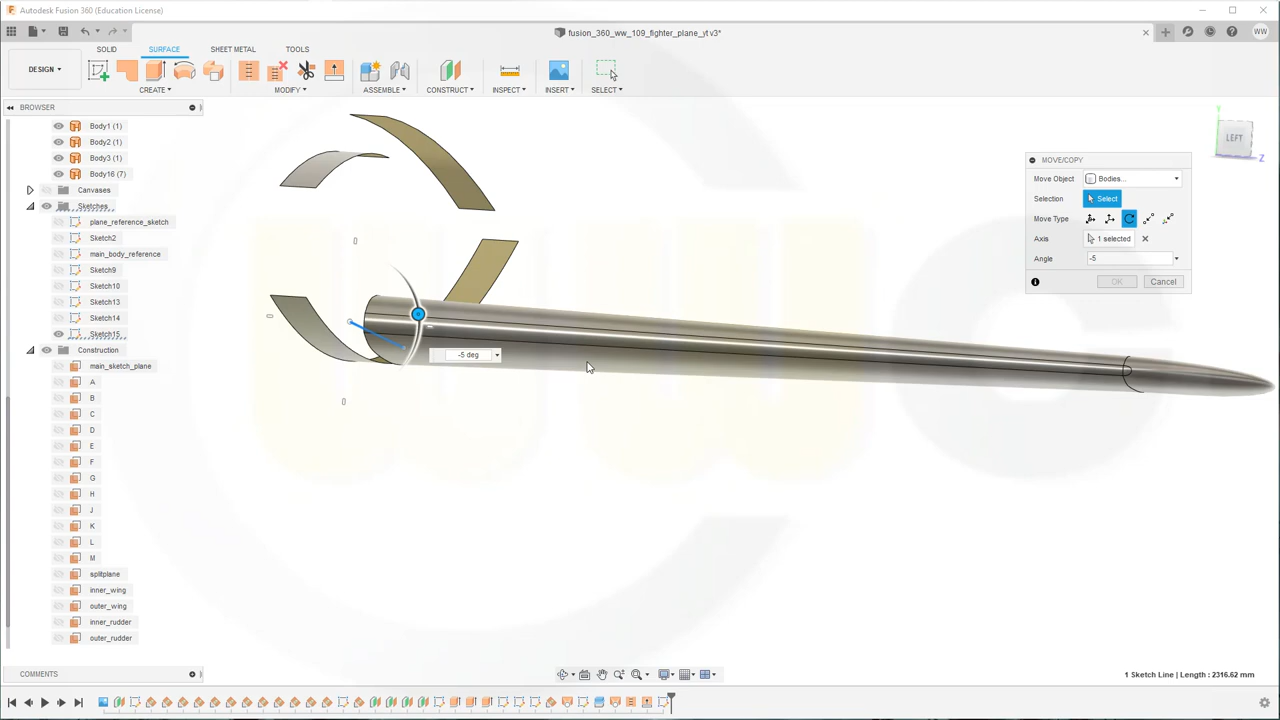 Autodesk Fusion 360 (Education License)
fusion_360_ww_109_fighter_plane_yt v3*
WW
DESIGN
SOLID SURFACE SHEET METAL TOOLS
CREATE MODIFY ASSEMBLE CONSTRUCT INSPECT INSERT SELECT
BROWSER
Body1 (1)
Body2 (1)
Body3 (1)
Body16 (7)
Canvases
Sketches
plane_reference_sketch
Sketch2
main_body_reference
Sketch9
Sketch10
Sketch13
Sketch14
Sketch15
Construction
main_sketch_plane
A
B
C
D
E
F
G
H
J
K
L
M
splitplane
inner_wing
outer_wing
inner_rudder
outer_rudder
COMMENTS
-5 deg
LEFT
Z
MOVE/COPY
Move Object Bodies...
Selection Select
Move Type
Axis 1 selected
Angle -5
OK Cancel
1 Sketch Line | Length : 2316.62 mm